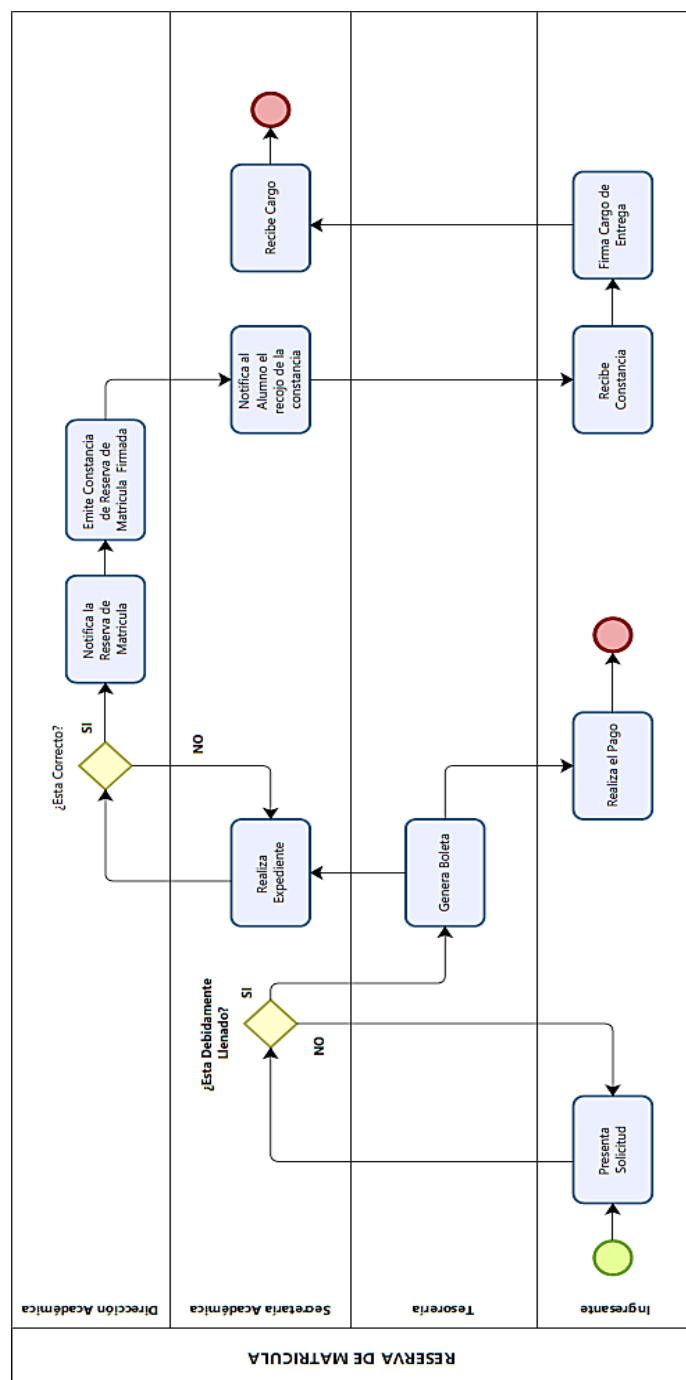 RESERVA DE MATRICULA
Dirección Académica
¿Esta Correcto?
SI
NO
Notifica la
Reserva de
Matricula
Emite Constancia
de Reserva de
Matricula Firmada
Secretaría Académica
¿Esta Debidamente
Llenado?
SI
NO
Realiza
Expediente
Notifica al
Alumno el
recojo de la
constancia
Recibe Cargo
Tesorería
Genera Boleta
Ingresante
Presenta
Solicitud
Realiza el Pago
Recibe
Constancia
Firma Cargo de
Entrega